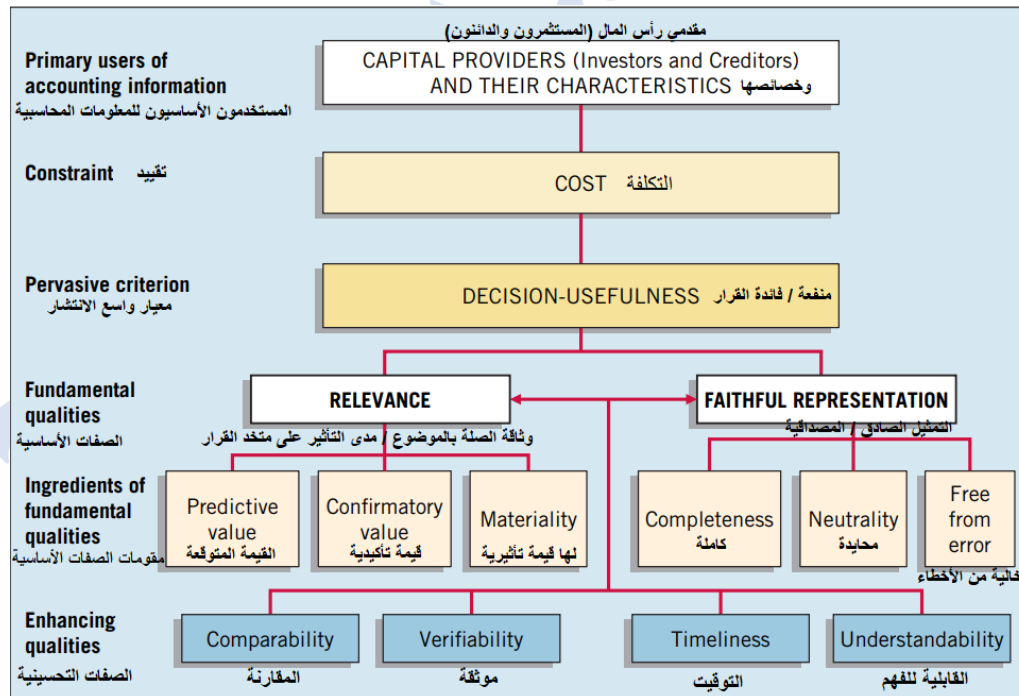 مقدمي رأس المال (المستثمرون والدائنون)
Primary users of
accounting information
المستخدمون الأساسيون للمعلومات المحاسبية
CAPITAL PROVIDERS (Investors and Creditors)
AND THEIR CHARACTERISTICS وخصائصها
Constraint تقييد
COST التكلفة
Pervasive criterion
معيار واسع الانتشار
DECISION-USEFULNESS منفعة / فائدة القرار
Fundamental
qualities
الصفات الأساسية
RELEVANCE
وثاقة الصلة بالموضوع / مدى التأثير على متخد القرار
FAITHFUL REPRESENTATION
التمثيل الصادق / المصداقية
Ingredients of
fundamental
qualities
مقومات الصفات الأساسية
Predictive
value
القيمة المتوقعة
Confirmatory
value
قيمة تأكيدية
Materiality
لها قيمة تأثيرية
Completeness
كاملة
Neutrality
محايدة
Free
from
error
خالية من الأخطاء
Enhancing
qualities
الصفات التحسينية
Comparability
المقارنة
Verifiability
موثقة
Timeliness
التوقيت
Understandability
القابلية للفهم